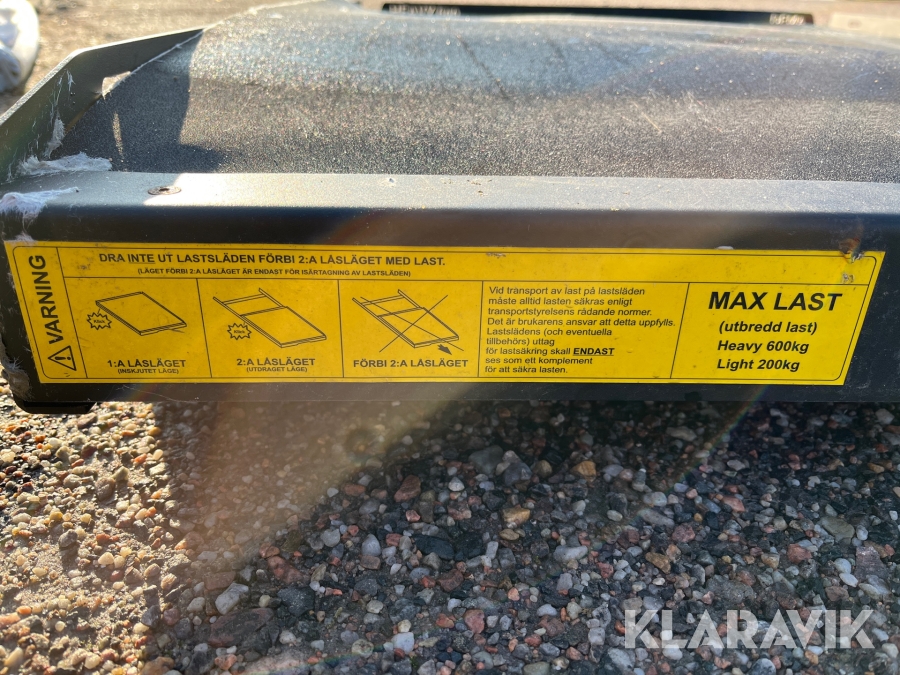 VARNING
DRA INTE UT LASTSLÄDEN FÖRBI 2:A LÅSLÄGET MED LAST.
(LÄGET FÖRBI 2:A LÅSLÄGET ÄR ENDAST FÖR ISÄRTAGNING AV LASTSLÄDEN)
Klick
1:A LÅSLÄGET
(INSKJUTET LÄGE)
Klick
2:A LÅSLÄGET
(UTDRAGET LÄGE)
FÖRBI 2:A LÅSLÄGET
Vid transport av last på lastsläden
måste alltid lasten säkras enligt
transportstyrelsens rådande normer.
Det är brukarens ansvar att detta uppfylls.
Lastslädens (och eventuella
tillbehörs) uttag
för lastsäkring skall ENDAST
ses som ett komplement
för att säkra lasten.
MAX LAST
(utbredd last)
Heavy 600kg
Light 200kg
KLARAVIK